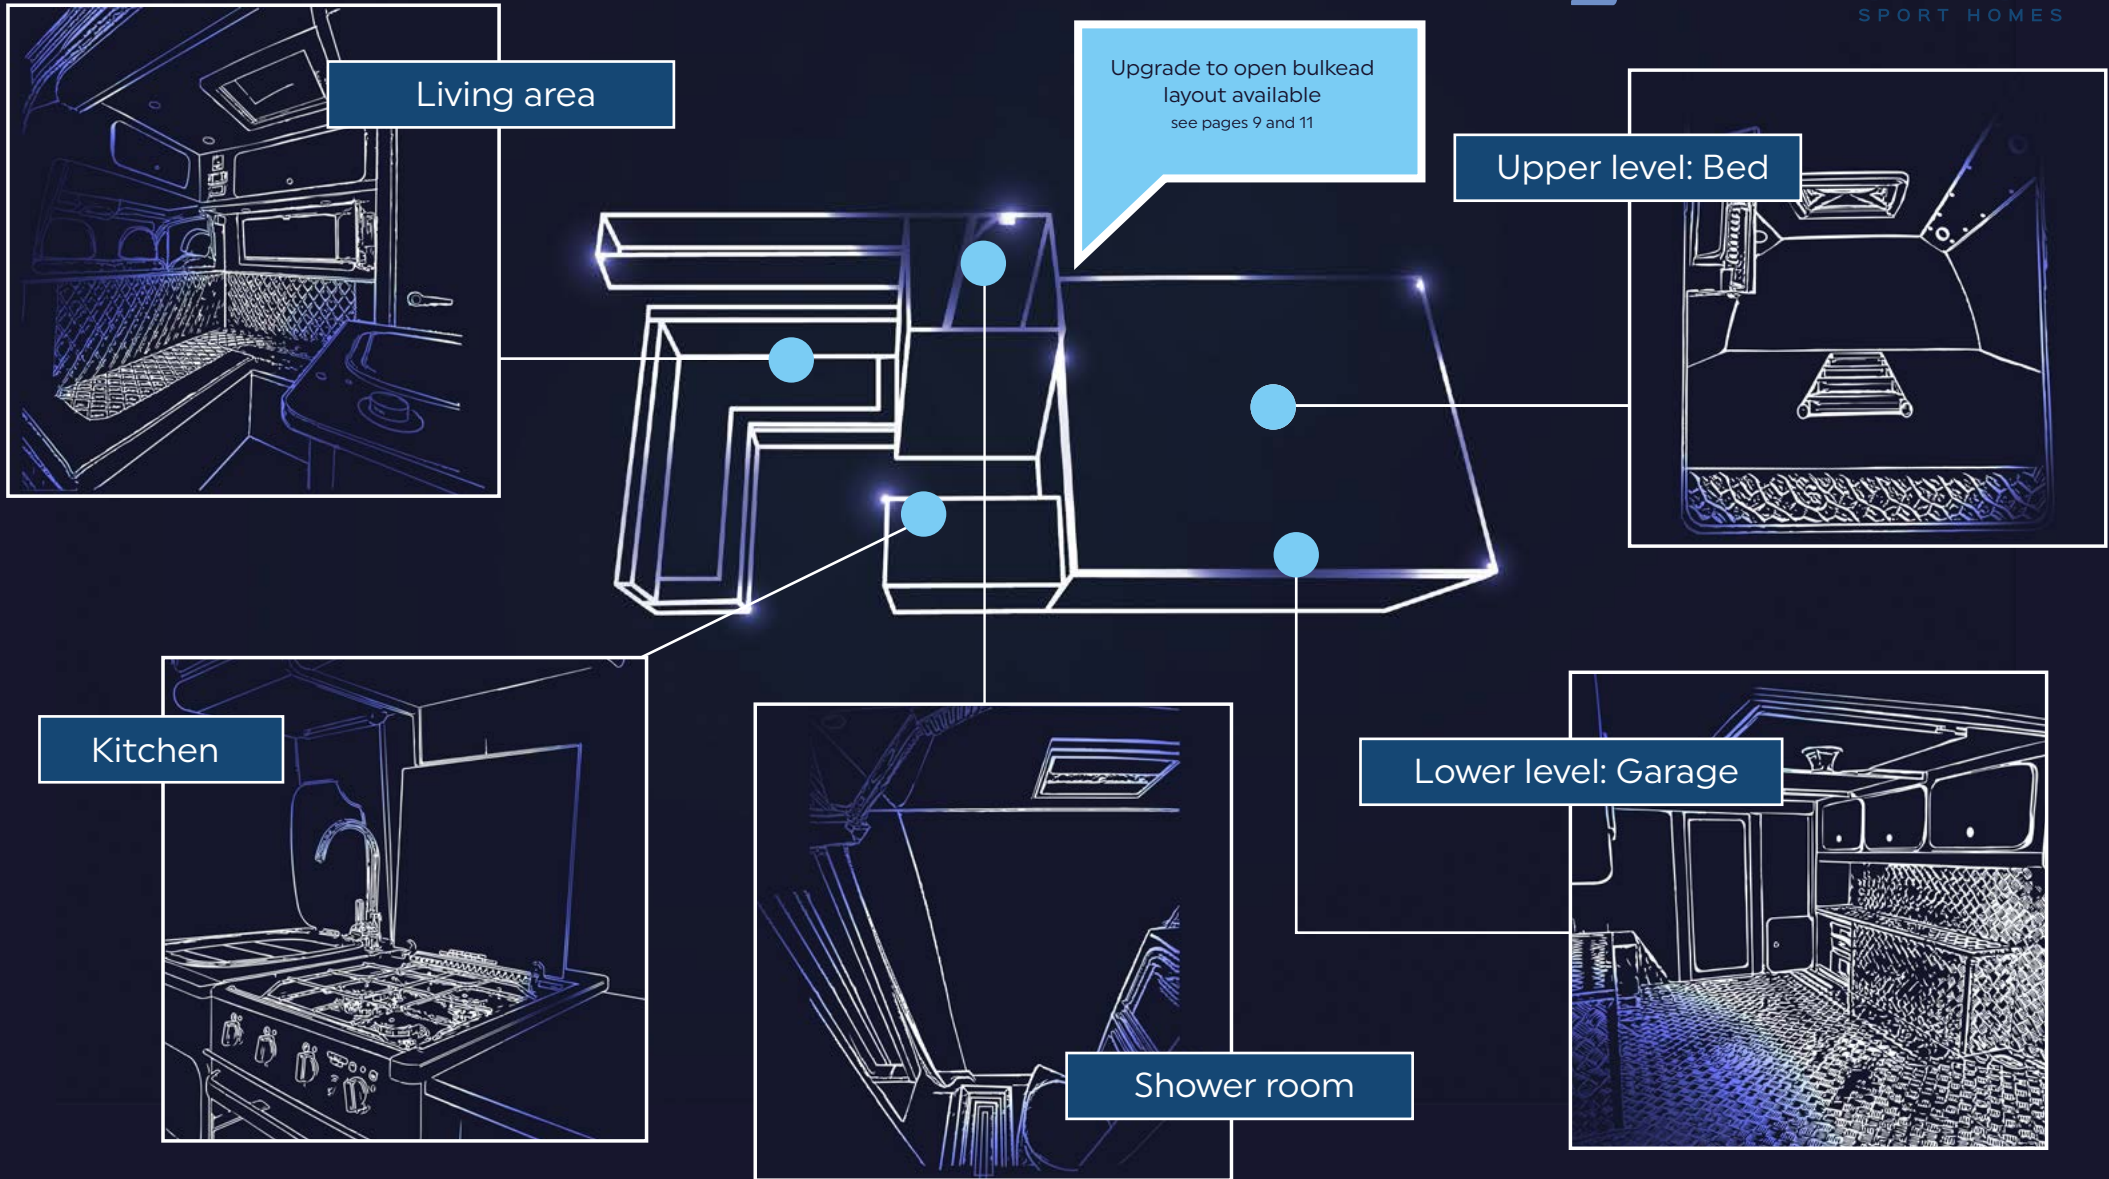 SPORT HOMES
Living area
Upgrade to open bulkead
layout available
see pages 9 and 11
Upper level: Bed
Kitchen
Lower level: Garage
Shower room